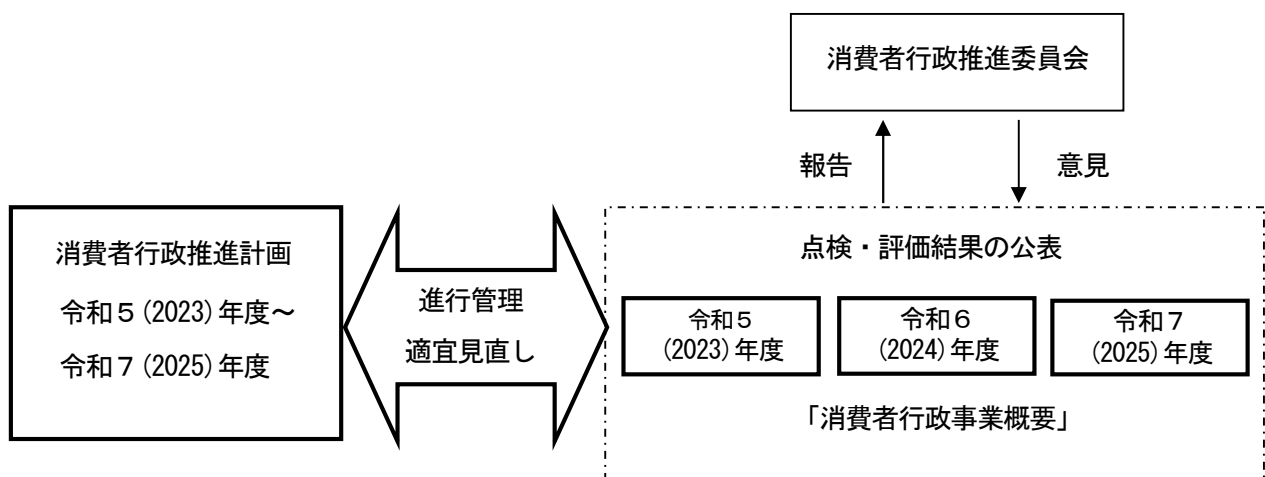 消費者行政推進委員会
報告
意見
消費者行政推進計画
令和５(2023)年度～
令和７(2025)年度
進行管理
適宜見直し
点検・評価結果の公表
令和５
(2023)年度
令和６
(2024)年度
令和７
(2025)年度
「消費者行政事業概要」